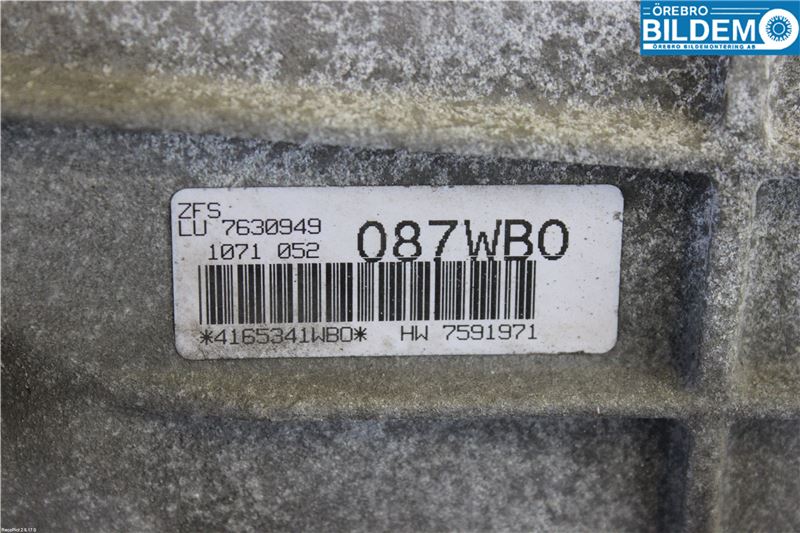 ÖREBRO
BILDEMO
ÖREBRO BILDEMONTERING AB
ZFS
LU 7630949
1071 052 087WB0
*4165341WB0* HW 7591971